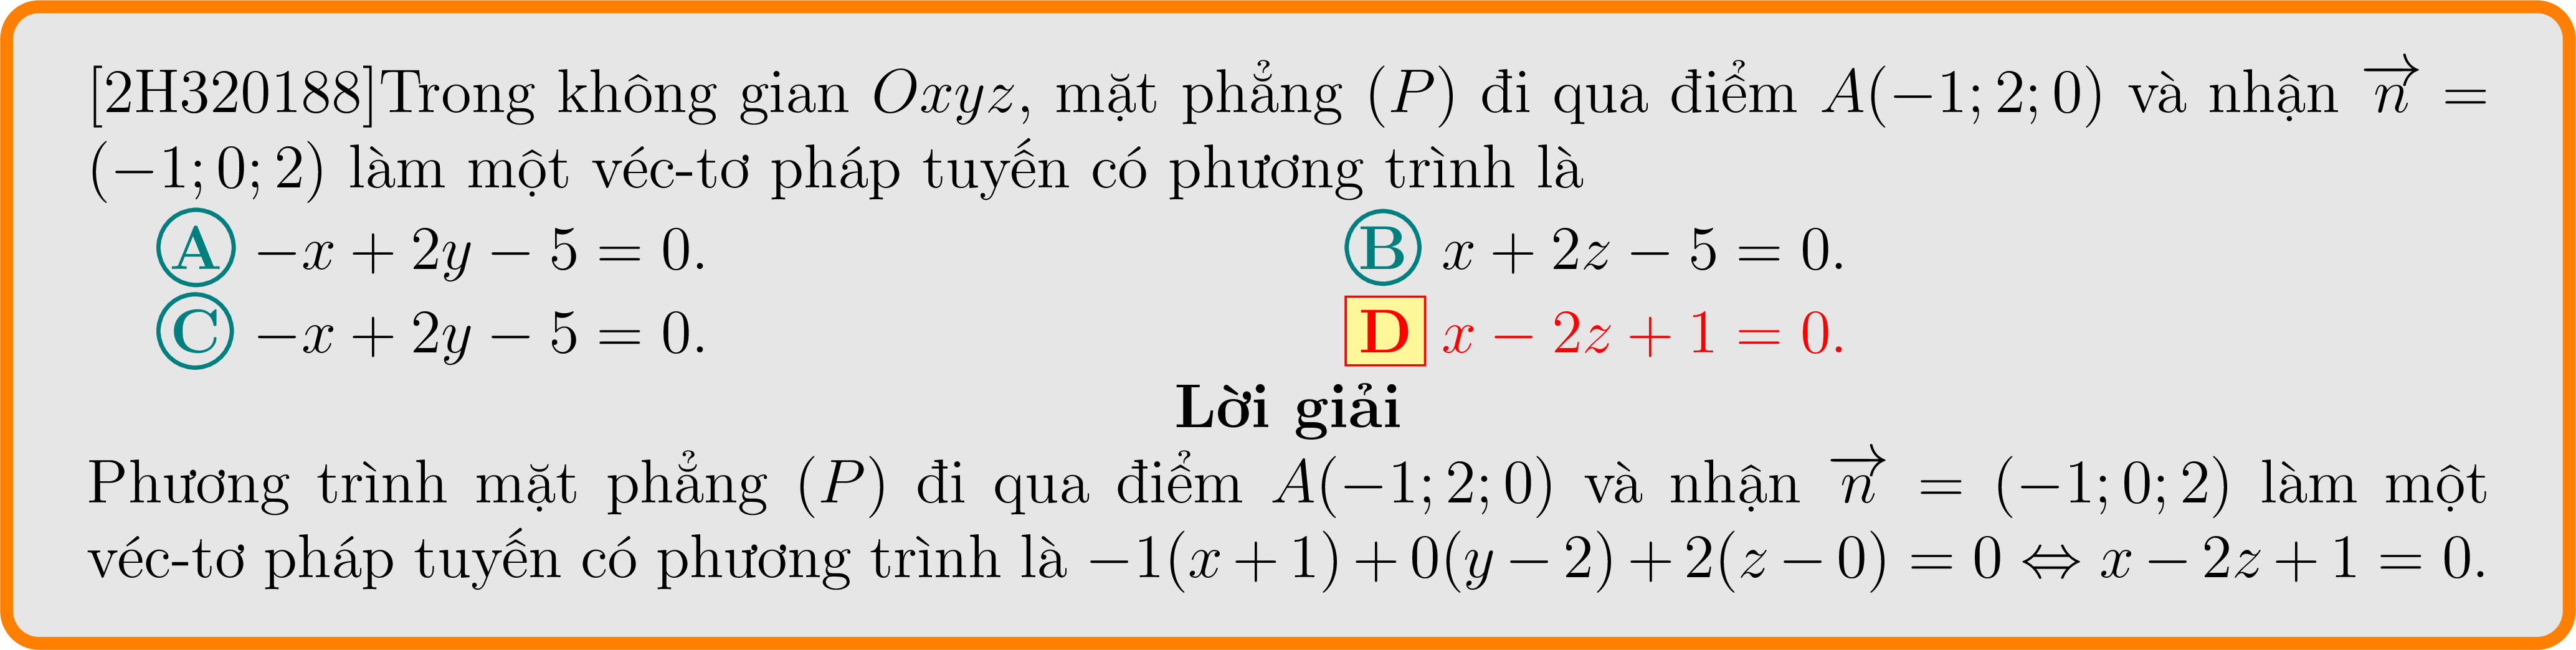 [2H320188]Trong không gian Oxyz, mặt phẳng (P) đi qua điểm A(−1; 2; 0) và nhận n⃗ =
(−1; 0; 2) làm một véc-tơ pháp tuyến có phương trình là
A −x + 2y − 5 = 0. B x + 2z − 5 = 0.
C −x + 2y − 5 = 0. D x − 2z + 1 = 0.
Lời giải
Phương trình mặt phẳng (P) đi qua điểm A(−1; 2; 0) và nhận n⃗ = (−1; 0; 2) làm một
véc-tơ pháp tuyến có phương trình là −1(x + 1) + 0(y − 2) + 2(z − 0) = 0 ⇔ x − 2z + 1 = 0.